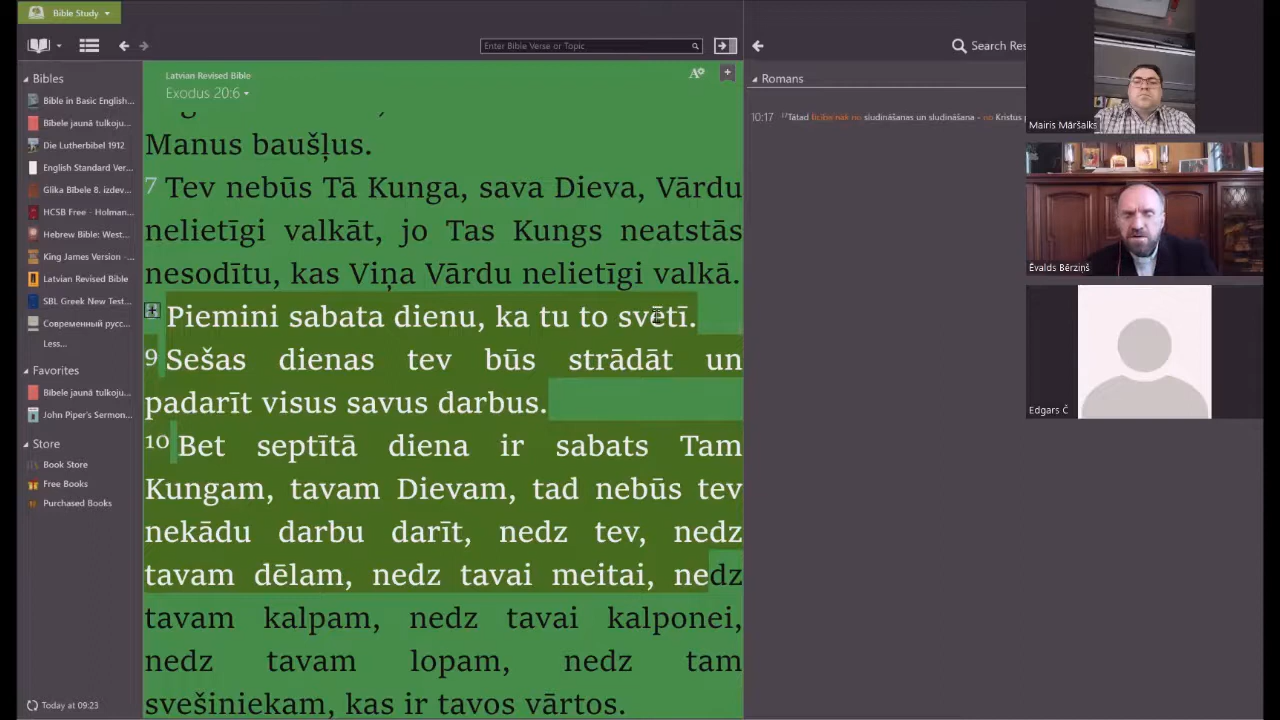 Bible Study
Enter Bible Verse or Topic
Bibles
Bible in Basic English...
Bībele jaunā tulkoju...
Die Lutherbibel 1912
English Standard Ver...
Glika Bībele 8. izdev...
HCSB Free - Holman...
Hebrew Bible: West...
King James Version -
Latvian Revised Bible
SBL Greek New Test...
Современный русс...
Less...
Favorites
Bībele jaunā tulkoju...
John Piper's Sermon...
Store
Book Store
Free Books
Purchased Books
Today at 09:23
Latvian Revised Bible
Exodus 20:6
Manus baušļus.
7 Tev nebūs Tā Kunga, sava Dieva, Vārdu
nelietīgi valkāt, jo Tas Kungs neatstās
nesodītu, kas Viņa Vārdu nelietīgi valkā.
Piemini sabata dienu, ka tu to svētī.
9 Sešas dienas tev būs strādāt un
padarīt visus savus darbus.
10 Bet septītā diena ir sabats Tam
Kungam, tavam Dievam, tad nebūs tev
nekādu darbu darīt, nedz tev, nedz
tavam dēlam, nedz tavai meitai, nedz
tavam kalpam, nedz tavai kalponei,
nedz tavam lopam, nedz tam
svešiniekam, kas ir tavos vārtos.
Search Res
Romans
10:17 17Tātad ticība nāk no sludināšanas un sludināšana - no Kristus
Mairis Māršalks
Ēvalds Bērziņš
Edgars Č